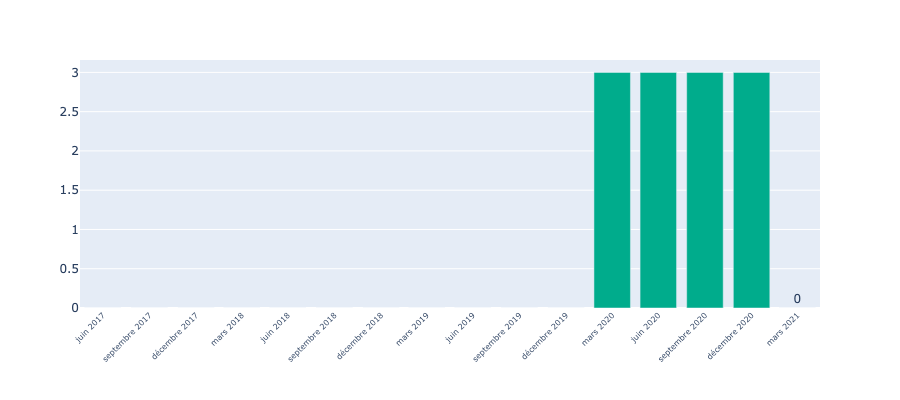 3
2.5
2
1.5
1
0.5
0
0
juin 2017
septembre 2017
décembre 2017
mars 2018
juin 2018
septembre 2018
décembre 2018
mars 2019
juin 2019
septembre 2019
décembre 2019
mars 2020
juin 2020
septembre 2020
décembre 2020
mars 2021